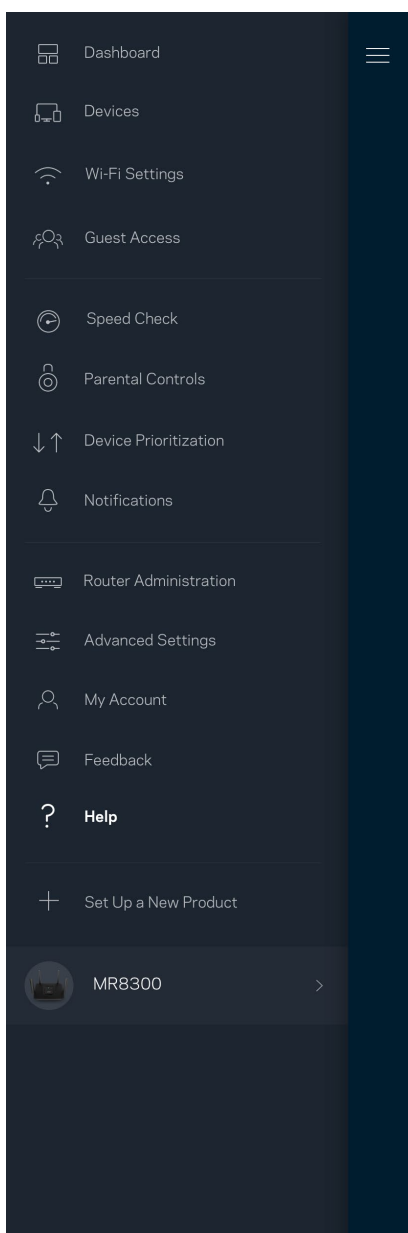 Dashboard
Devices
Wi-Fi Settings
Guest Access
Speed Check
Parental Controls
Device Prioritization
Notifications
Router Administration
Advanced Settings
My Account
Feedback
Help
Set Up a New Product
MR8300